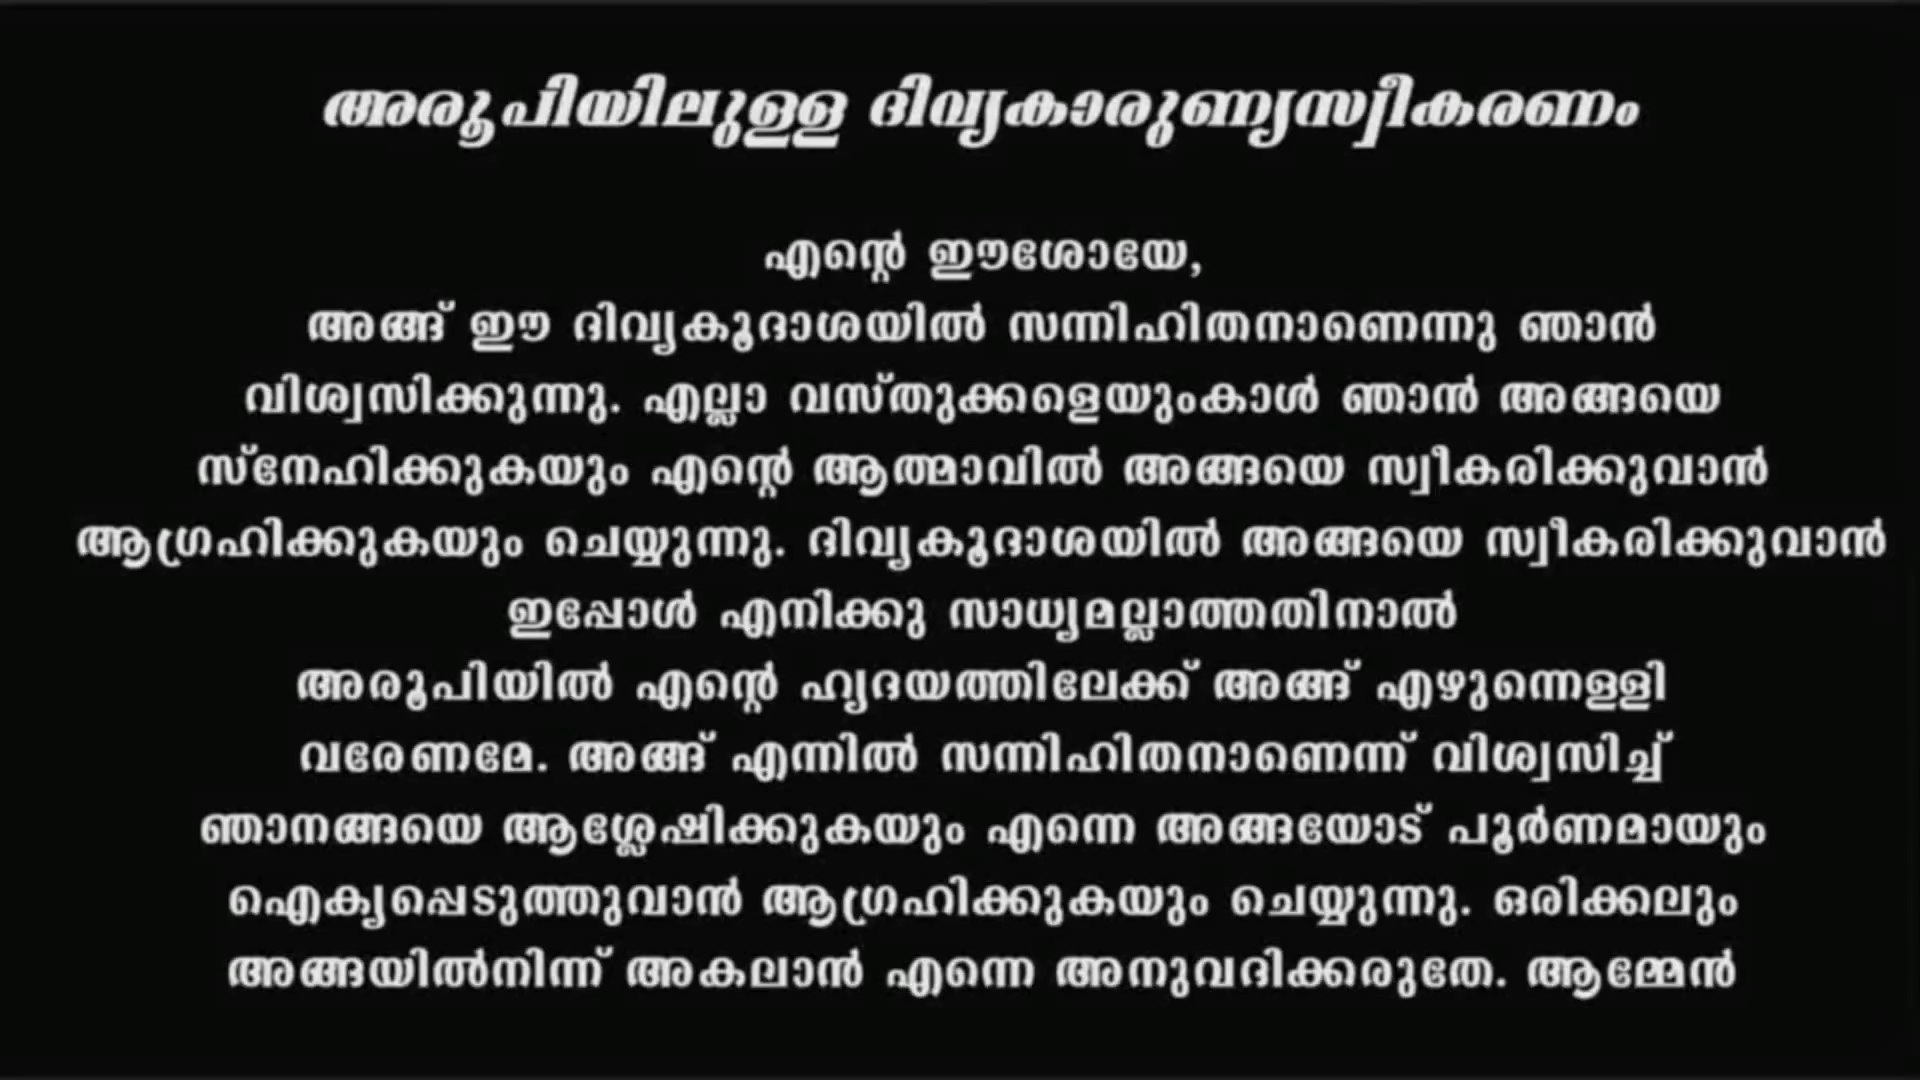 അരൂപിയിലുള്ള ദിവ്യകാരുണ്യസ്വീകരണം
എന്റെ ഈശോയേ,
അങ്ങ് ഈ ദിവ്യകൂദാശയിൽ സന്നിഹിതനാണെന്നു ഞാൻ
വിശ്വസിക്കുന്നു. എല്ലാ വസ്തുക്കളെയുംകാൾ ഞാൻ അങ്ങയെ
സ്നേഹിക്കുകയും എന്റെ ആത്മാവിൽ അങ്ങയെ സ്വീകരിക്കുവാൻ
ആഗ്രഹിക്കുകയും ചെയ്യുന്നു. ദിവ്യകൂദാശയിൽ അങ്ങയെ സ്വീകരിക്കുവാൻ
ഇപ്പോൾ എനിക്കു സാധ്യമല്ലാത്തതിനാൽ
അരൂപിയിൽ എന്റെ ഹൃദയത്തിലേക്ക് അങ്ങ് എഴുന്നെള്ളി
വരേണമേ. അങ്ങ് എന്നിൽ സന്നിഹിതനാണെന്ന് വിശ്വസിച്ച്
ഞാനങ്ങയെ ആശ്ലേഷിക്കുകയും എന്നെ അങ്ങയോട് പൂർണമായും
ഐക്യപ്പെടുത്തുവാൻ ആഗ്രഹിക്കുകയും ചെയ്യുന്നു. ഒരിക്കലും
അങ്ങയിൽനിന്ന് അകലാൻ എന്നെ അനുവദിക്കരുതേ. ആമ്മേൻ